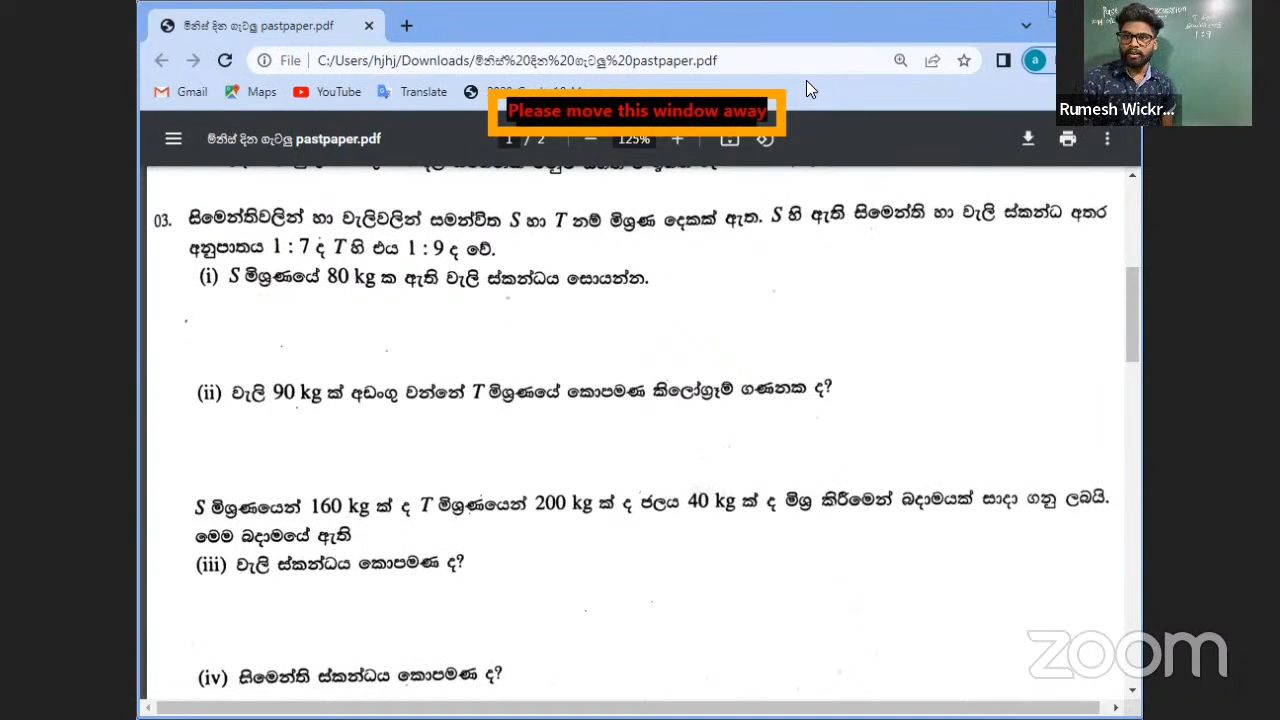 මිනිස් දින ගැටලු pastpaper.pdf
File
C:/Users/hjhj/Downloads/මිනිස්%20දින%20ගැටලු%20pastpaper.pdf
a
Gmail
Maps
YouTube
Translate
Please move this window away
Rumesh Wickr...
මිනිස් දින ගැටලු pastpaper.pdf
1 / 2
125%
03. සිමෙන්තිවලින් හා වැලිවලින් සමන්විත S හා T නම් මිශ්‍රණ දෙකක් ඇත. S හි ඇති සිමෙන්ති හා වැලි ස්කන්ධ අතර
අනුපාතය 1 : 7 ද T හි එය 1 : 9 ද වේ.
(i) S මිශ්‍රණයේ 80 kg ක ඇති වැලි ස්කන්ධය සොයන්න.
(ii) වැලි 90 kg ක් අඩංගු වන්නේ T මිශ්‍රණයේ කොපමණ කිලෝග්‍රෑම් ගණනක ද?
S මිශ්‍රණයෙන් 160 kg ක් ද T මිශ්‍රණයෙන් 200 kg ක් ද ජලය 40 kg ක් ද මිශ්‍ර කිරීමෙන් බදාමයක් සාදා ගනු ලබයි.
මෙම බදාමයේ ඇති
(iii) වැලි ස්කන්ධය කොපමණ ද?
(iv) සිමෙන්ති ස්කන්ධය කොපමණ ද?
zoom